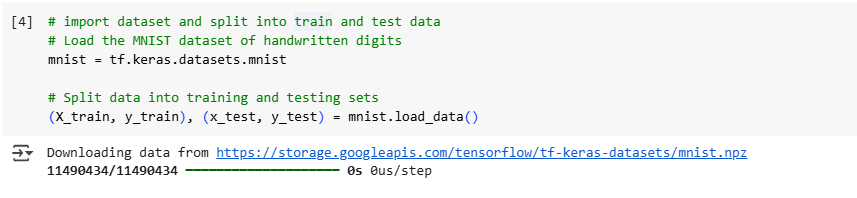 [4] # import dataset and split into train and test data
# Load the MNIST dataset of handwritten digits
mnist = tf.keras.datasets.mnist
# Split data into training and testing sets
(X_train, y_train), (x_test, y_test) = mnist.load_data()
Downloading data from https://storage.googleapis.com/tensorflow/tf-keras-datasets/mnist.npz
11490434/11490434 ━━━━━━━━━━━━━━━━━━━━ 0s 0us/step